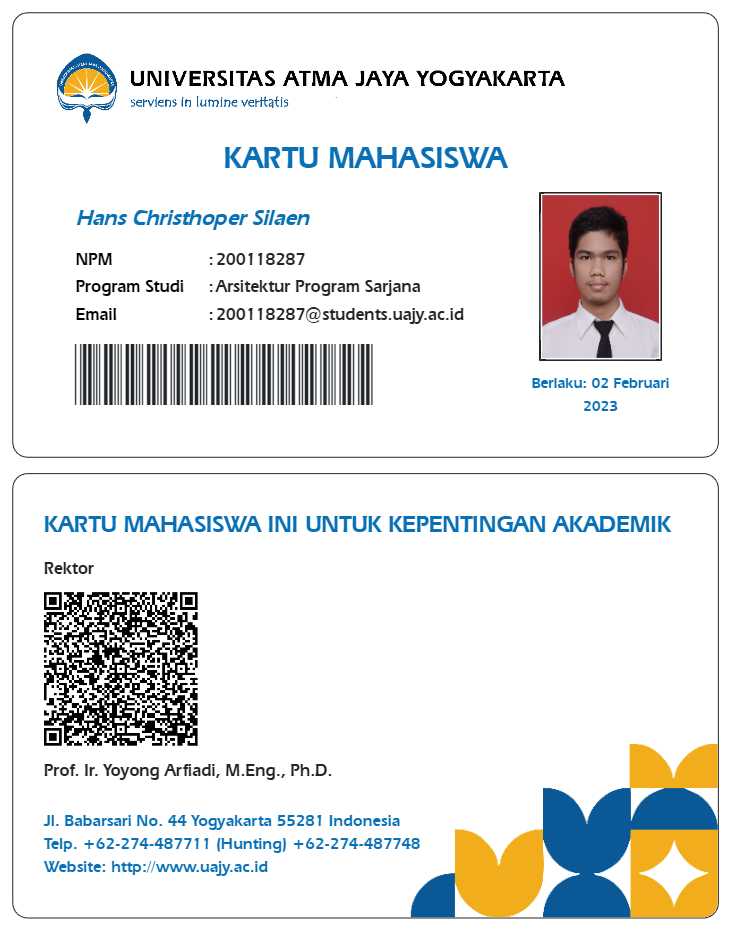 UNIVERSITAS ATMA JAYA YOGYAKARTA
serviens in lumine veritatis
KARTU MAHASISWA
Hans Christhoper Silaen
NPM : 200118287
Program Studi : Arsitektur Program Sarjana
Email : 200118287@students.uajy.ac.id
Berlaku: 02 Februari
2023
KARTU MAHASISWA INI UNTUK KEPENTINGAN AKADEMIK
Rektor
Prof. Ir. Yoyong Arfiadi, M.Eng., Ph.D.
Jl. Babarsari No. 44 Yogyakarta 55281 Indonesia
Telp. +62-274-487711 (Hunting) +62-274-487748
Website: http://www.uajy.ac.id